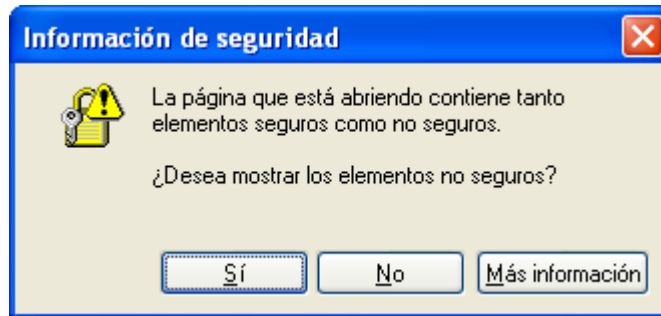 Información de seguridad
La página que está abriendo contiene tanto
elementos seguros como no seguros.
¿Desea mostrar los elementos no seguros?
Sí
No
Más información